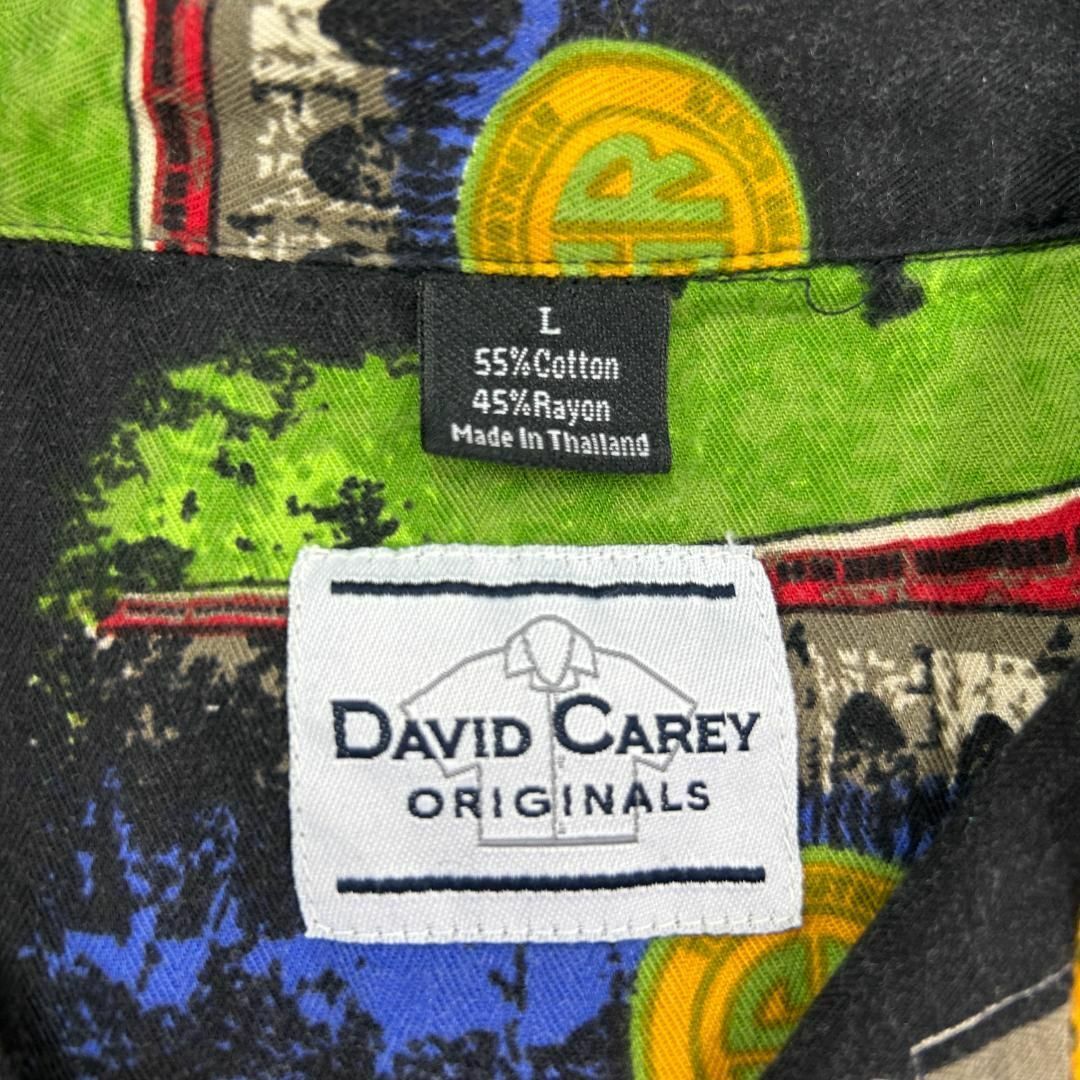 L
55%Cotton
45%Rayon
Made In Thailand
DAVID CAREY
ORIGINALS